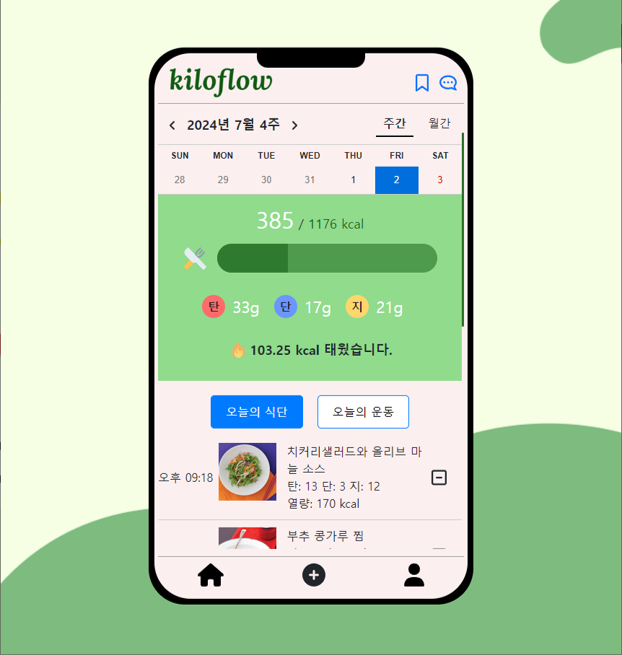 kiloflow
2024년 7월 4주
주간
월간
SUN MON TUE WED THU FRI SAT
28 29 30 31 1 2 3
385 / 1176 kcal
탄 33g 단 17g 지 21g
103.25 kcal 태웠습니다.
오늘의 식단
오늘의 운동
오후 09:18
치커리샐러드와 올리브 마
늘 소스
탄: 13 단: 3 지: 12
열량: 170 kcal
부추 콩가루 찜